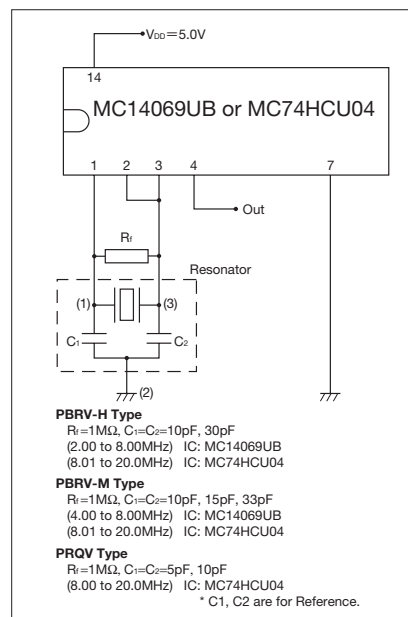 VDD=5.0V
14
MC14069UB or MC74HCU04
1 2 3 4 7
Out
Rf
Resonator
(1) (3)
C1 C2
(2)
PBRV-H Type
Rf=1MΩ, C1=C2=10pF, 30pF
(2.00 to 8.00MHz) IC: MC14069UB
(8.01 to 20.0MHz) IC: MC74HCU04
PBRV-M Type
Rf=1MΩ, C1=C2=10pF, 15pF, 33pF
(4.00 to 8.00MHz) IC: MC14069UB
(8.01 to 20.0MHz) IC: MC74HCU04
PRQV Type
Rf=1MΩ, C1=C2=5pF, 10pF
(8.00 to 20.0MHz) IC: MC74HCU04
* C1, C2 are for Reference.